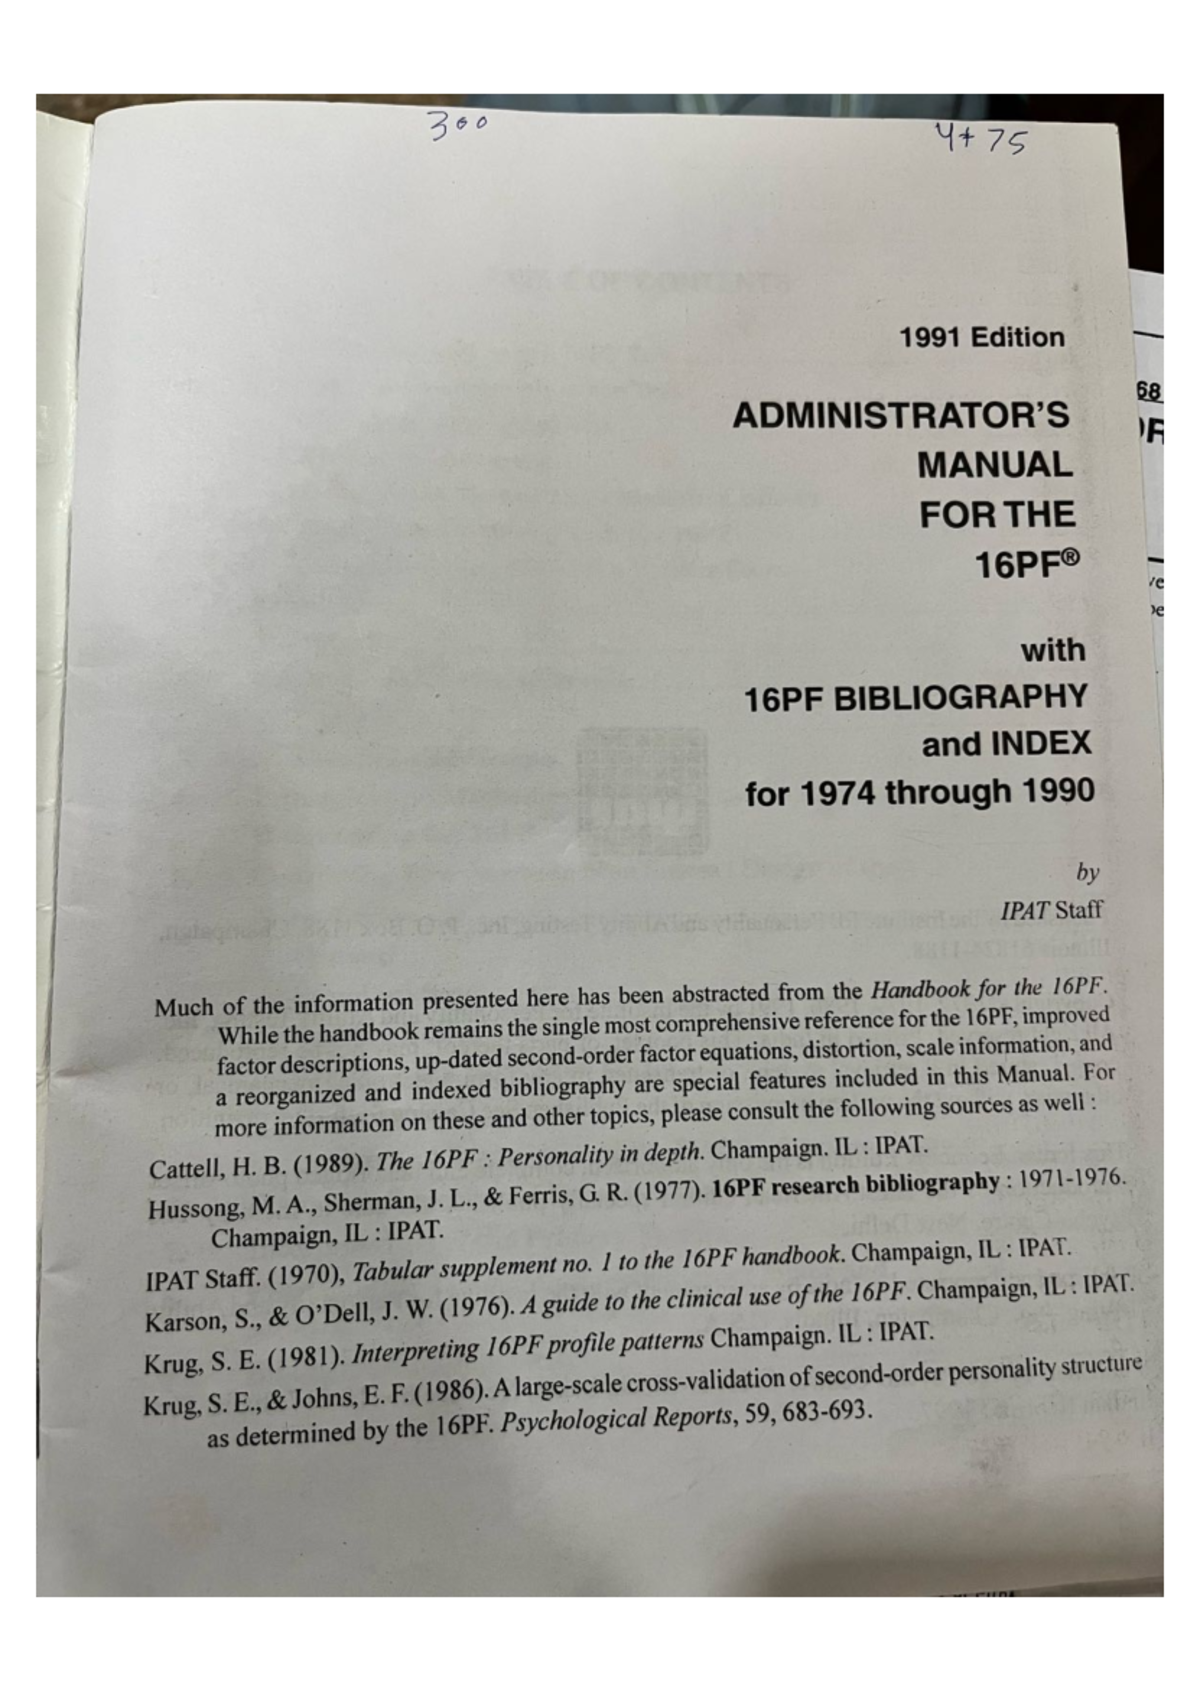 300
4+ 75
1991 Edition
68
ADMINISTRATOR'S
MANUAL
FOR THE
16PF®
with
16PF BIBLIOGRAPHY
and INDEX
for 1974 through 1990
by
IPAT Staff
Much of the information presented here has been abstracted from the Handbook for the 16PF.
While the handbook remains the single most comprehensive reference for the 16PF, improved
factor descriptions, up-dated second-order factor equations, distortion, scale information, and
a reorganized and indexed bibliography are special features included in this Manual. For
more information on these and other topics, please consult the following sources as well :
Cattell, H. B. (1989). The 16PF : Personality in depth. Champaign. IL : IPAT.
Hussong, M. A., Sherman, J. L., & Ferris, G. R. (1977). 16PF research bibliography : 1971-1976.
Champaign, IL : IPAT.
IPAT Staff. (1970), Tabular supplement no. 1 to the 16PF handbook. Champaign, IL : IPAT.
Karson, S., & O'Dell, J. W. (1976). A guide to the clinical use of the 16PF. Champaign, IL : IPAT.
Krug, S. E. (1981). Interpreting 16PF profile patterns Champaign. IL : IPAT.
Krug, S. E., & Johns, E. F. (1986). A large-scale cross-validation of second-order personality structure
as determined by the 16PF. Psychological Reports, 59, 683-693.